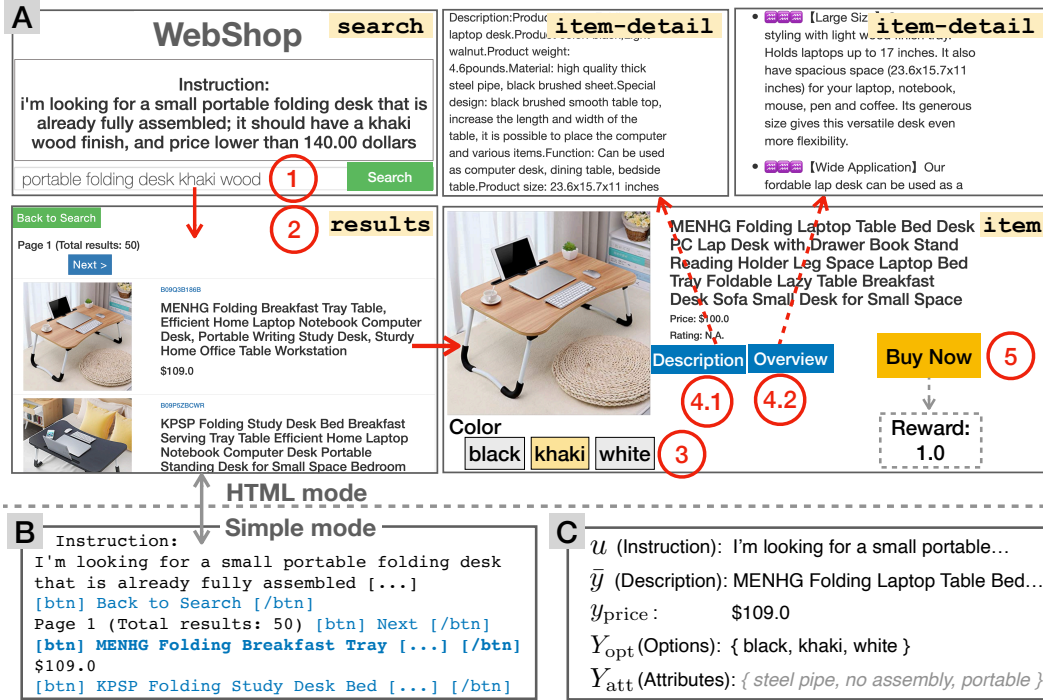 A
WebShop
search
Instruction:
i'm looking for a small portable folding desk that is
already fully assembled; it should have a khaki
wood finish, and price lower than 140.00 dollars
portable folding desk khaki wood
1
Search
item-detail
laptop desk.Product
walnut.Product weight:
4.6pounds.Material: high quality thick
steel pipe, black brushed sheet.Special
design: black brushed smooth table top,
increase the length and width of the
table, it is possible to place the computer
and various items.Function: Can be used
as computer desk, dining table, bedside
table.Product size: 23.6x15.7x11 inches
item-detail
styling with light
Holds laptops up to 17 inches. It also
have spacious space (23.6x15.7x11
inches) for your laptop, notebook,
mouse, pen and coffee. Its generous
size gives this versatile desk even
more flexibility.
【Wide Application】Our
fordable lap desk can be used as a
Back to Search
2
results
Page 1 (Total results: 50)
Next >
B09Q3B186B
MENHG Folding Breakfast Tray Table,
Efficient Home Laptop Notebook Computer
Desk, Portable Writing Study Desk, Sturdy
Home Office Table Workstation
$109.0
B09P5ZBCWR
KPSP Folding Study Desk Bed Breakfast
Serving Tray Table Efficient Home Laptop
Notebook Computer Desk Portable
Standing Desk for Small Space Bedroom
item
MENHG Folding Laptop Table Bed Desk
PC Lap Desk with Drawer Book Stand
Reading Holder Leg Space Laptop Bed
Tray Foldable Lazy Table Breakfast
Desk Sofa Small Desk for Small Space
Price: $100.0
Rating: N.A.
Description
Overview
Buy Now
5
4.1
4.2
Reward:
1.0
Color
black
khaki
white
3
HTML mode
Simple mode
B
Instruction:
I'm looking for a small portable folding desk
that is already fully assembled [...]
[btn] Back to Search [/btn]
Page 1 (Total results: 50) [btn] Next [/btn]
[btn] MENHG Folding Breakfast Tray [...] [/btn]
$109.0
[btn] KPSP Folding Study Desk Bed [...] [/btn]
C
u (Instruction): I'm looking for a small portable…
ȳ (Description): MENHG Folding Laptop Table Bed…
y_price : $109.0
Y_opt (Options): { black, khaki, white }
Y_att (Attributes): { steel pipe, no assembly, portable }